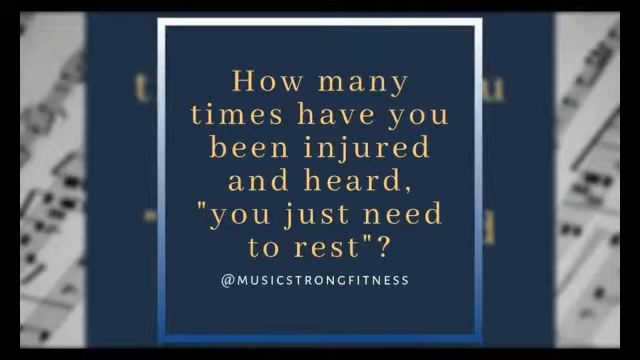 How many
times have you
been injured
and heard,
"you just need
to rest"?
@MUSICSTRONGFITNESS